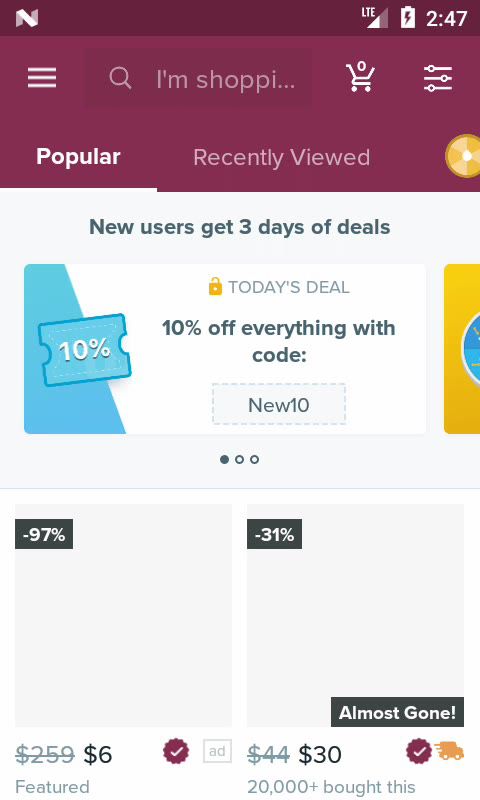 LTE 2:47
I'm shoppi...
0
Popular
Recently Viewed
New users get 3 days of deals
TODAY'S DEAL
10% off everything with
code:
10%
New10
-97%
-31%
Almost Gone!
$259 $6
ad
$44 $30
Featured
20,000+ bought this